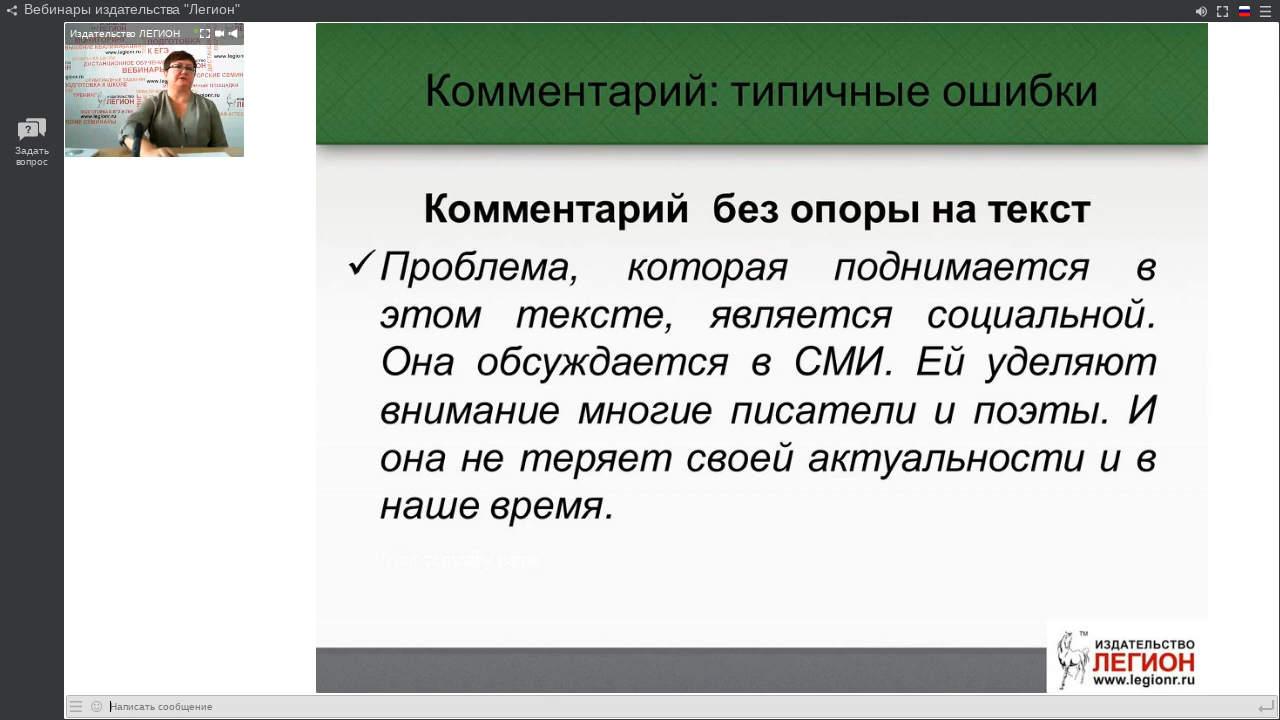 Вебинары издательства "Легион"
Издательство ЛЕГИОН
Задать
вопрос
Комментарий: типичные ошибки
Комментарий без опоры на текст
Проблема, которая поднимается в
этом тексте, является социальной.
Она обсуждается в СМИ. Ей уделяют
внимание многие писатели и поэты. И
она не теряет своей актуальности и в
наше время.
TM
ИЗДАТЕЛЬСТВО
ЛЕГИОН
www.legionr.ru
Написать сообщение